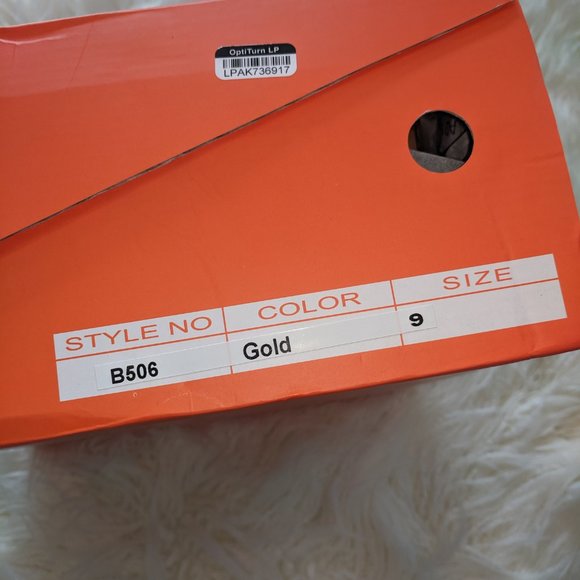 OptiTurn LP
LPAK736917
STYLE NO COLOR SIZE
B506 Gold 9